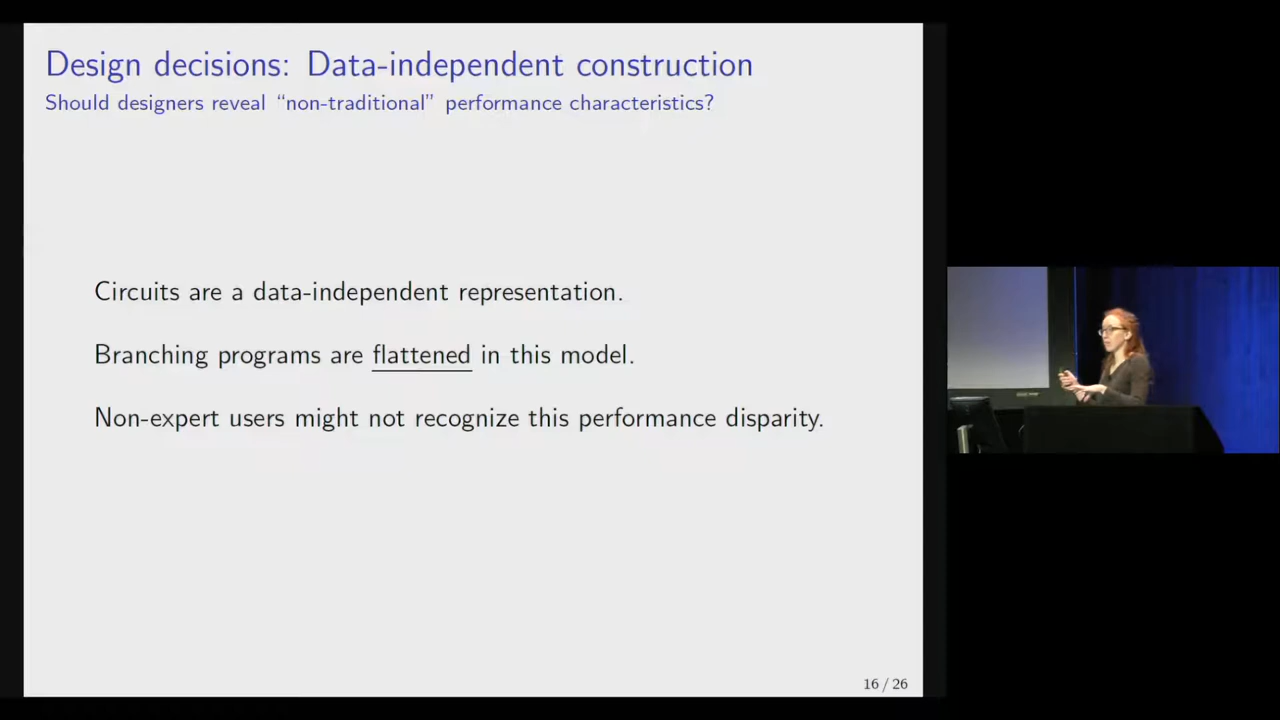 Design decisions: Data-independent construction
Should designers reveal “non-traditional” performance characteristics?
Circuits are a data-independent representation.
Branching programs are flattened in this model.
Non-expert users might not recognize this performance disparity.
16 / 26